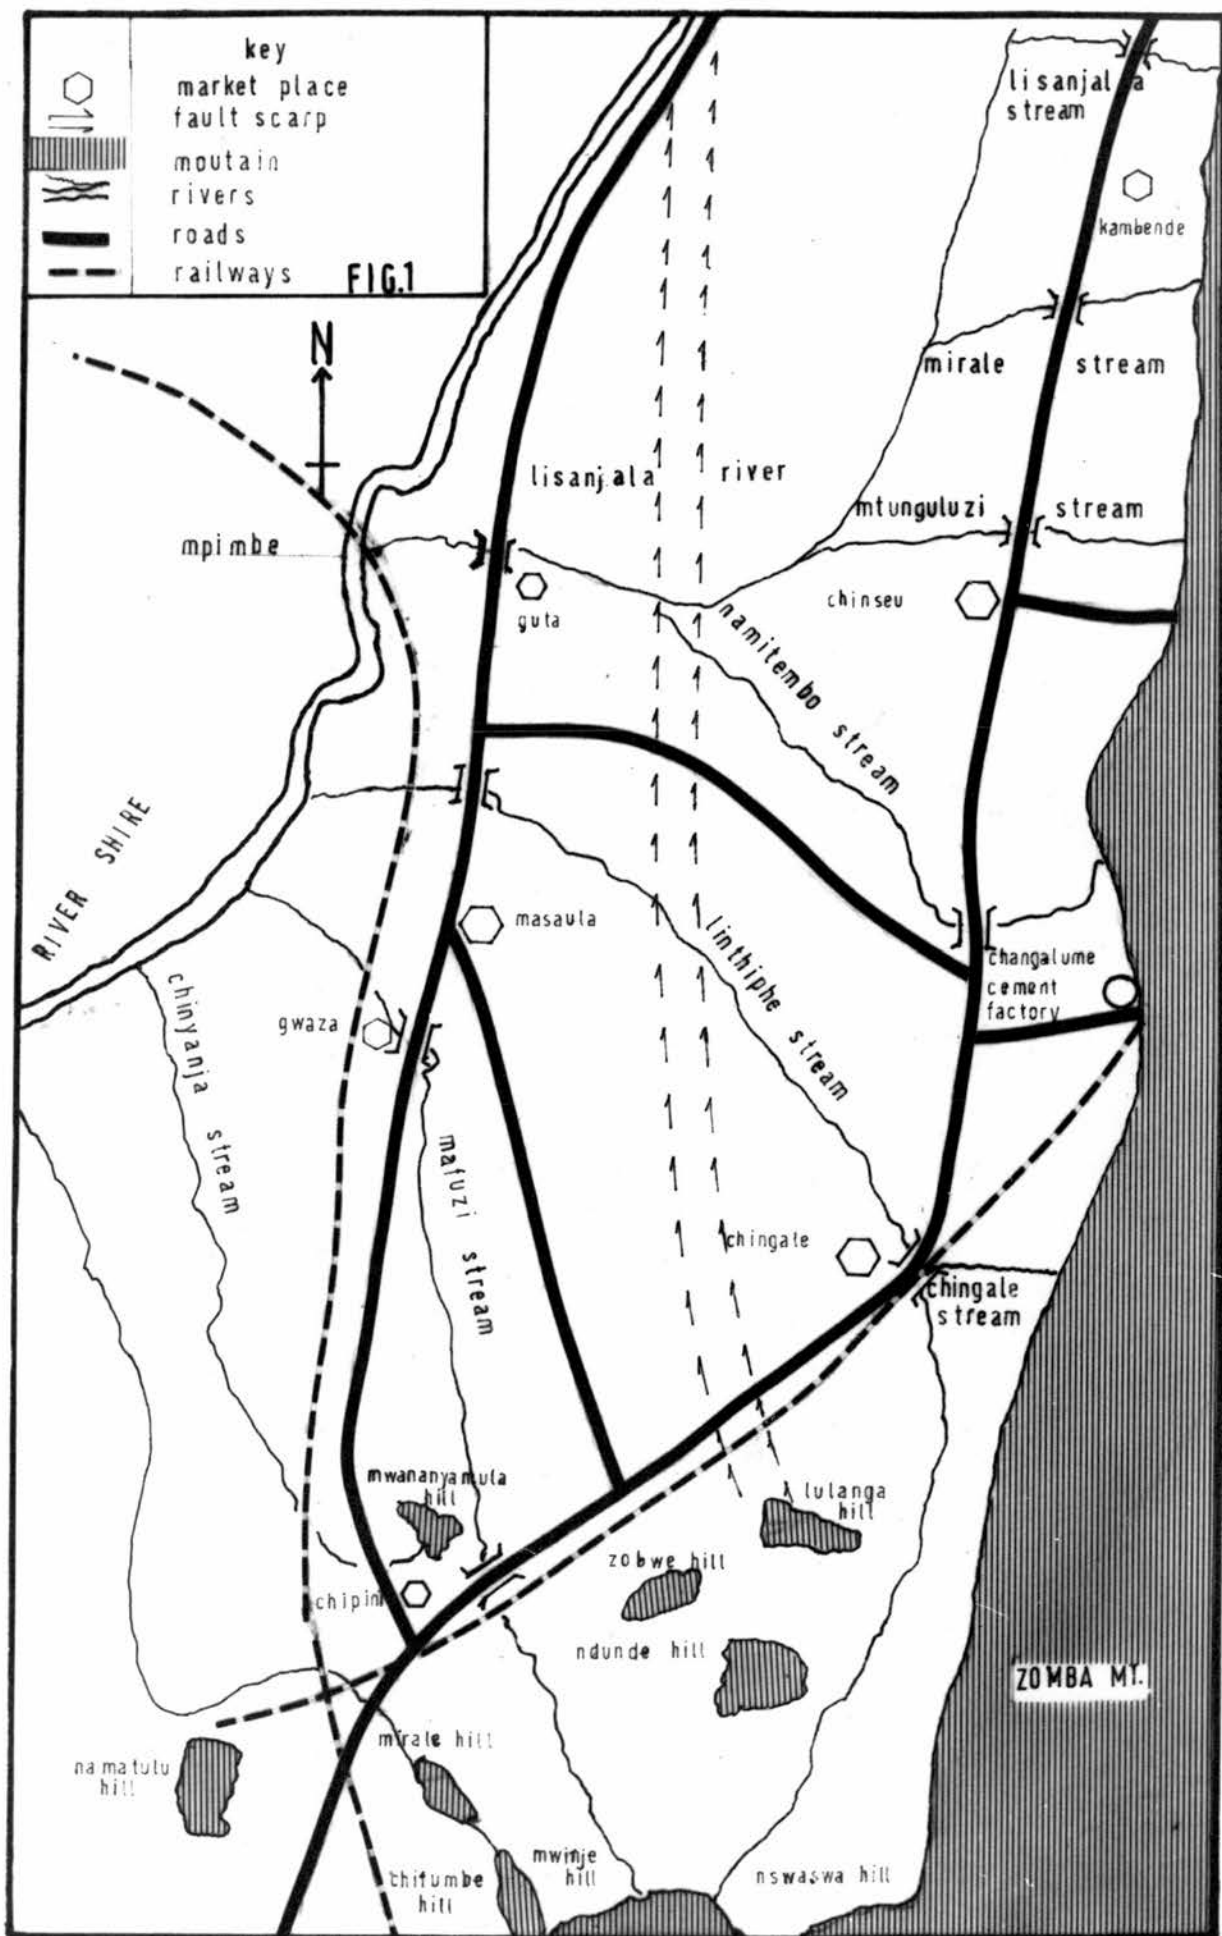 key
market place
fault scarp
moutain
rivers
roads
railways
FIG.1
N
lisanjala
stream
kambende
mirale stream
lisanjala river
mtunguluzi stream
mpimbe
guta
chinseu
namitembo stream
RIVER SHIRE
masaula
linthiphe stream
changalume
cement
factory
gwaza
chinyanja stream
mafuzi stream
chingale
chingale
stream
mwananyamula
hill
lulanga
hill
zobwe hill
chipini
ndunde hill
ZOMBA MT.
mirale hill
namatulu
hill
mwinje
hill
chifumbe
hill
nswaswa hill